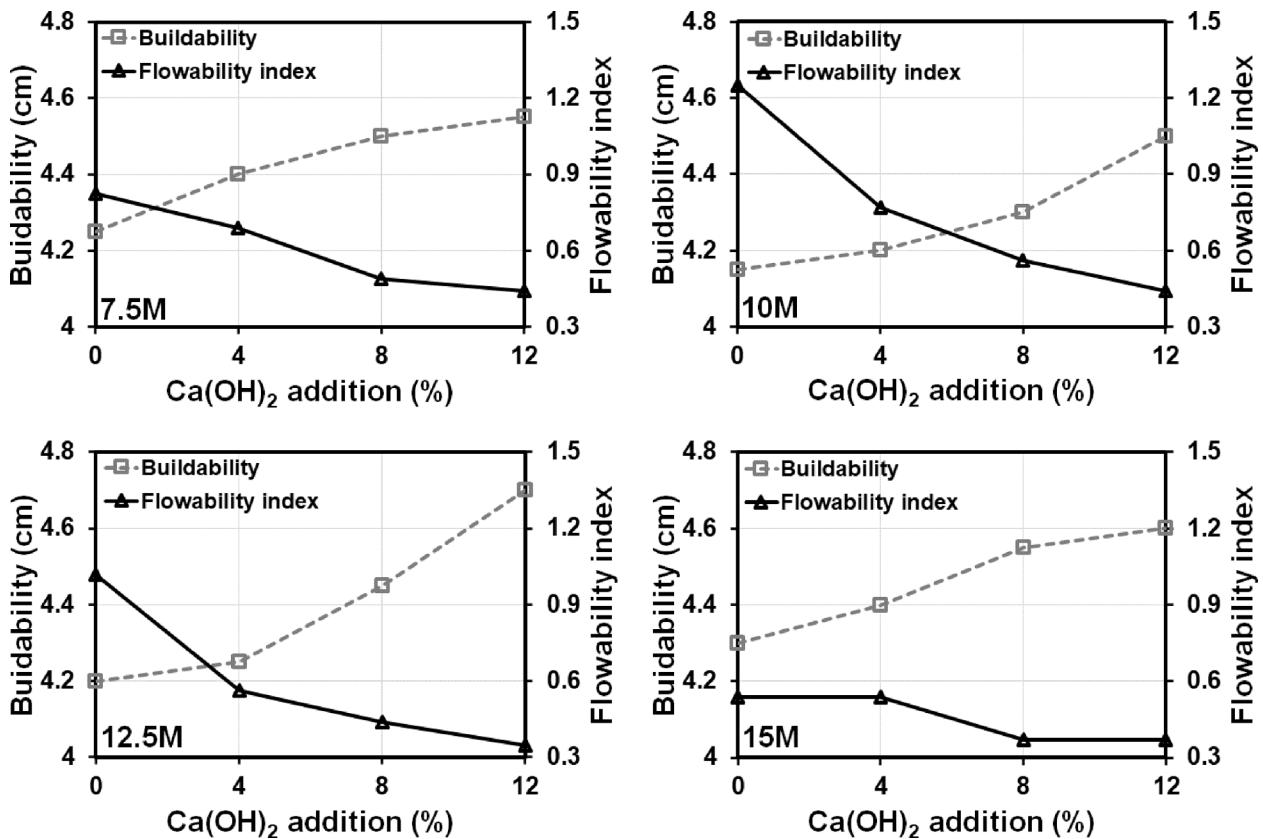 Buildability
Flowability index
7.5M
4.8
4.6
4.4
4.2
4
1.5
1.2
0.9
0.6
0.3
0
4
8
12
Buidability (cm)
Flowability index
Ca(OH)₂ addition (%)
Buildability
Flowability index
10M
4.8
4.6
4.4
4.2
4
1.5
1.2
0.9
0.6
0.3
0
4
8
12
Buidability (cm)
Flowability index
Ca(OH)₂ addition (%)
Buildability
Flowability index
12.5M
4.8
4.6
4.4
4.2
4
1.5
1.2
0.9
0.6
0.3
0
4
8
12
Buidability (cm)
Flowability index
Ca(OH)₂ addition (%)
Buildability
Flowability index
15M
4.8
4.6
4.4
4.2
4
1.5
1.2
0.9
0.6
0.3
0
4
8
12
Buidability (cm)
Flowability index
Ca(OH)₂ addition (%)